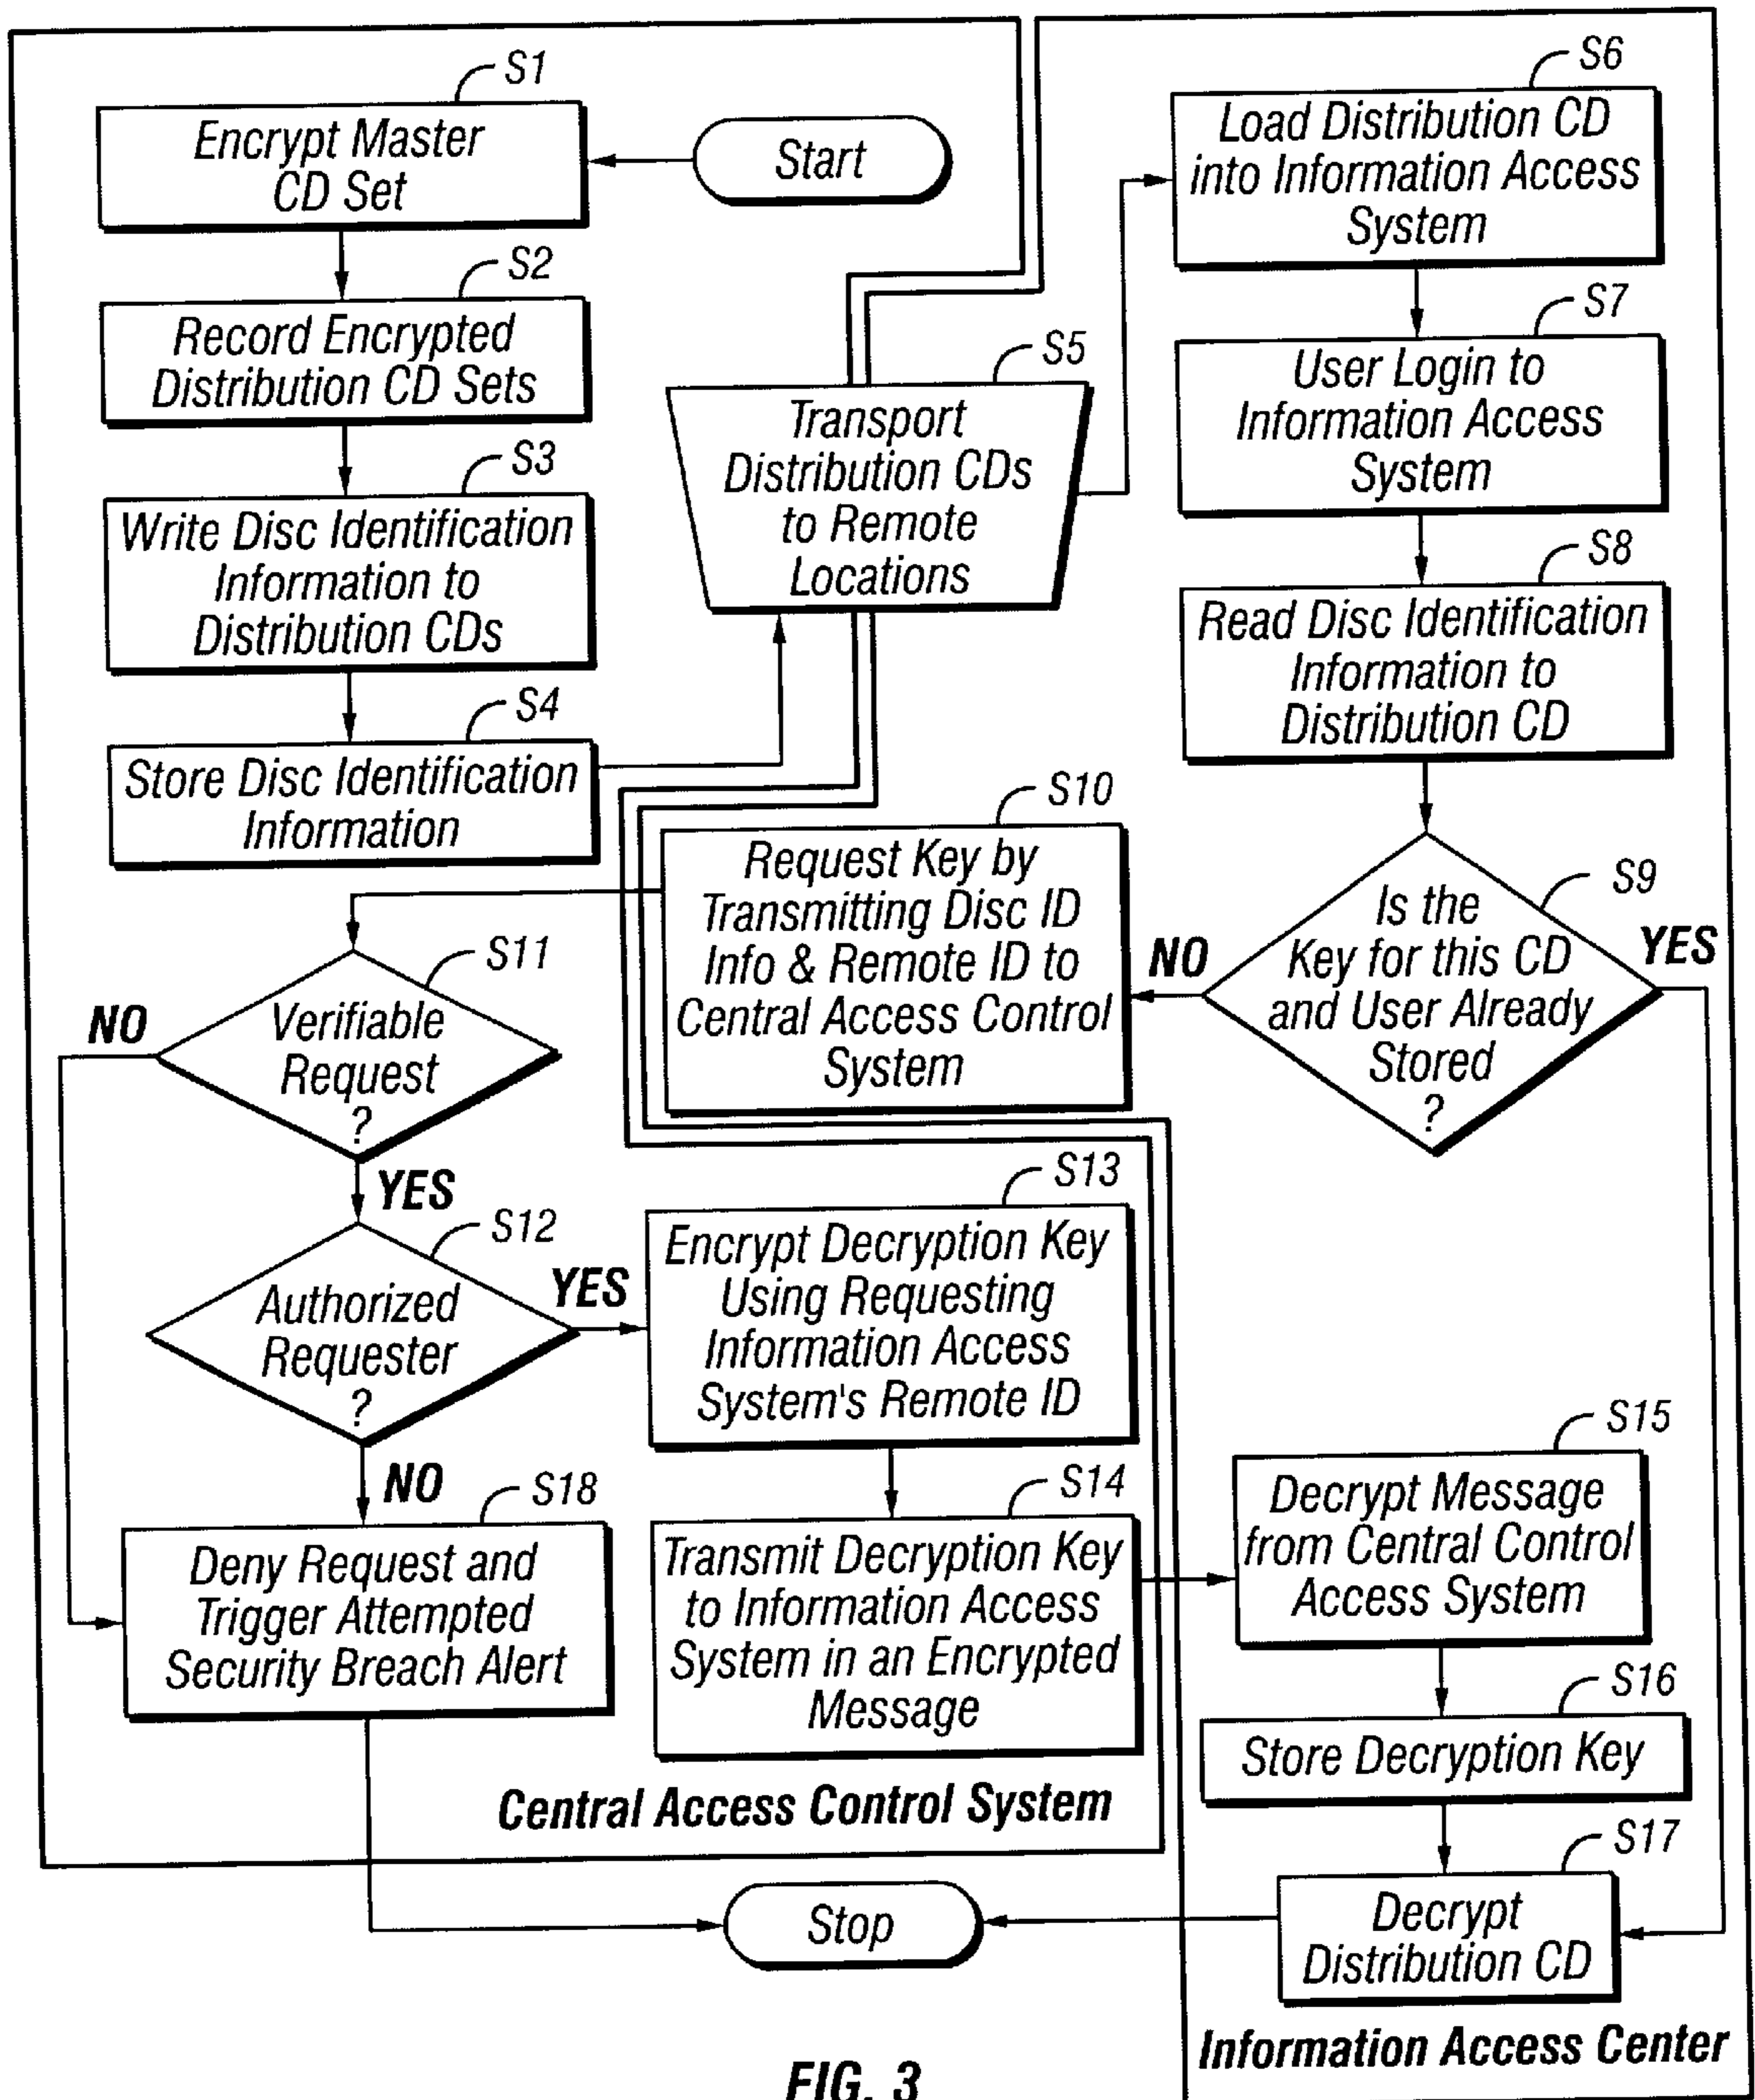 S1
Encrypt Master
CD Set
Start
S2
Record Encrypted
Distribution CD Sets
S3
Write Disc Identification
Information to
Distribution CDs
S4
Store Disc Identification
Information
S5
Transport
Distribution CDs
to Remote
Locations
S6
Load Distribution CD
into Information Access
System
S7
User Login to
Information Access
System
S8
Read Disc Identification
Information to
Distribution CD
S9
Is the
Key for this CD
and User Already
Stored
?
YES
NO
S10
Request Key by
Transmitting Disc ID
Info & Remote ID to
Central Access Control
System
S11
Verifiable
Request
?
NO
YES
S12
Authorized
Requester
?
YES
NO
S13
Encrypt Decryption Key
Using Requesting
Information Access
System's Remote ID
S14
Transmit Decryption Key
to Information Access
System in an Encrypted
Message
S15
Decrypt Message
from Central Control
Access System
S16
Store Decryption Key
S17
Decrypt
Distribution CD
S18
Deny Request and
Trigger Attempted
Security Breach Alert
Central Access Control System
Stop
Information Access Center
FIG. 3